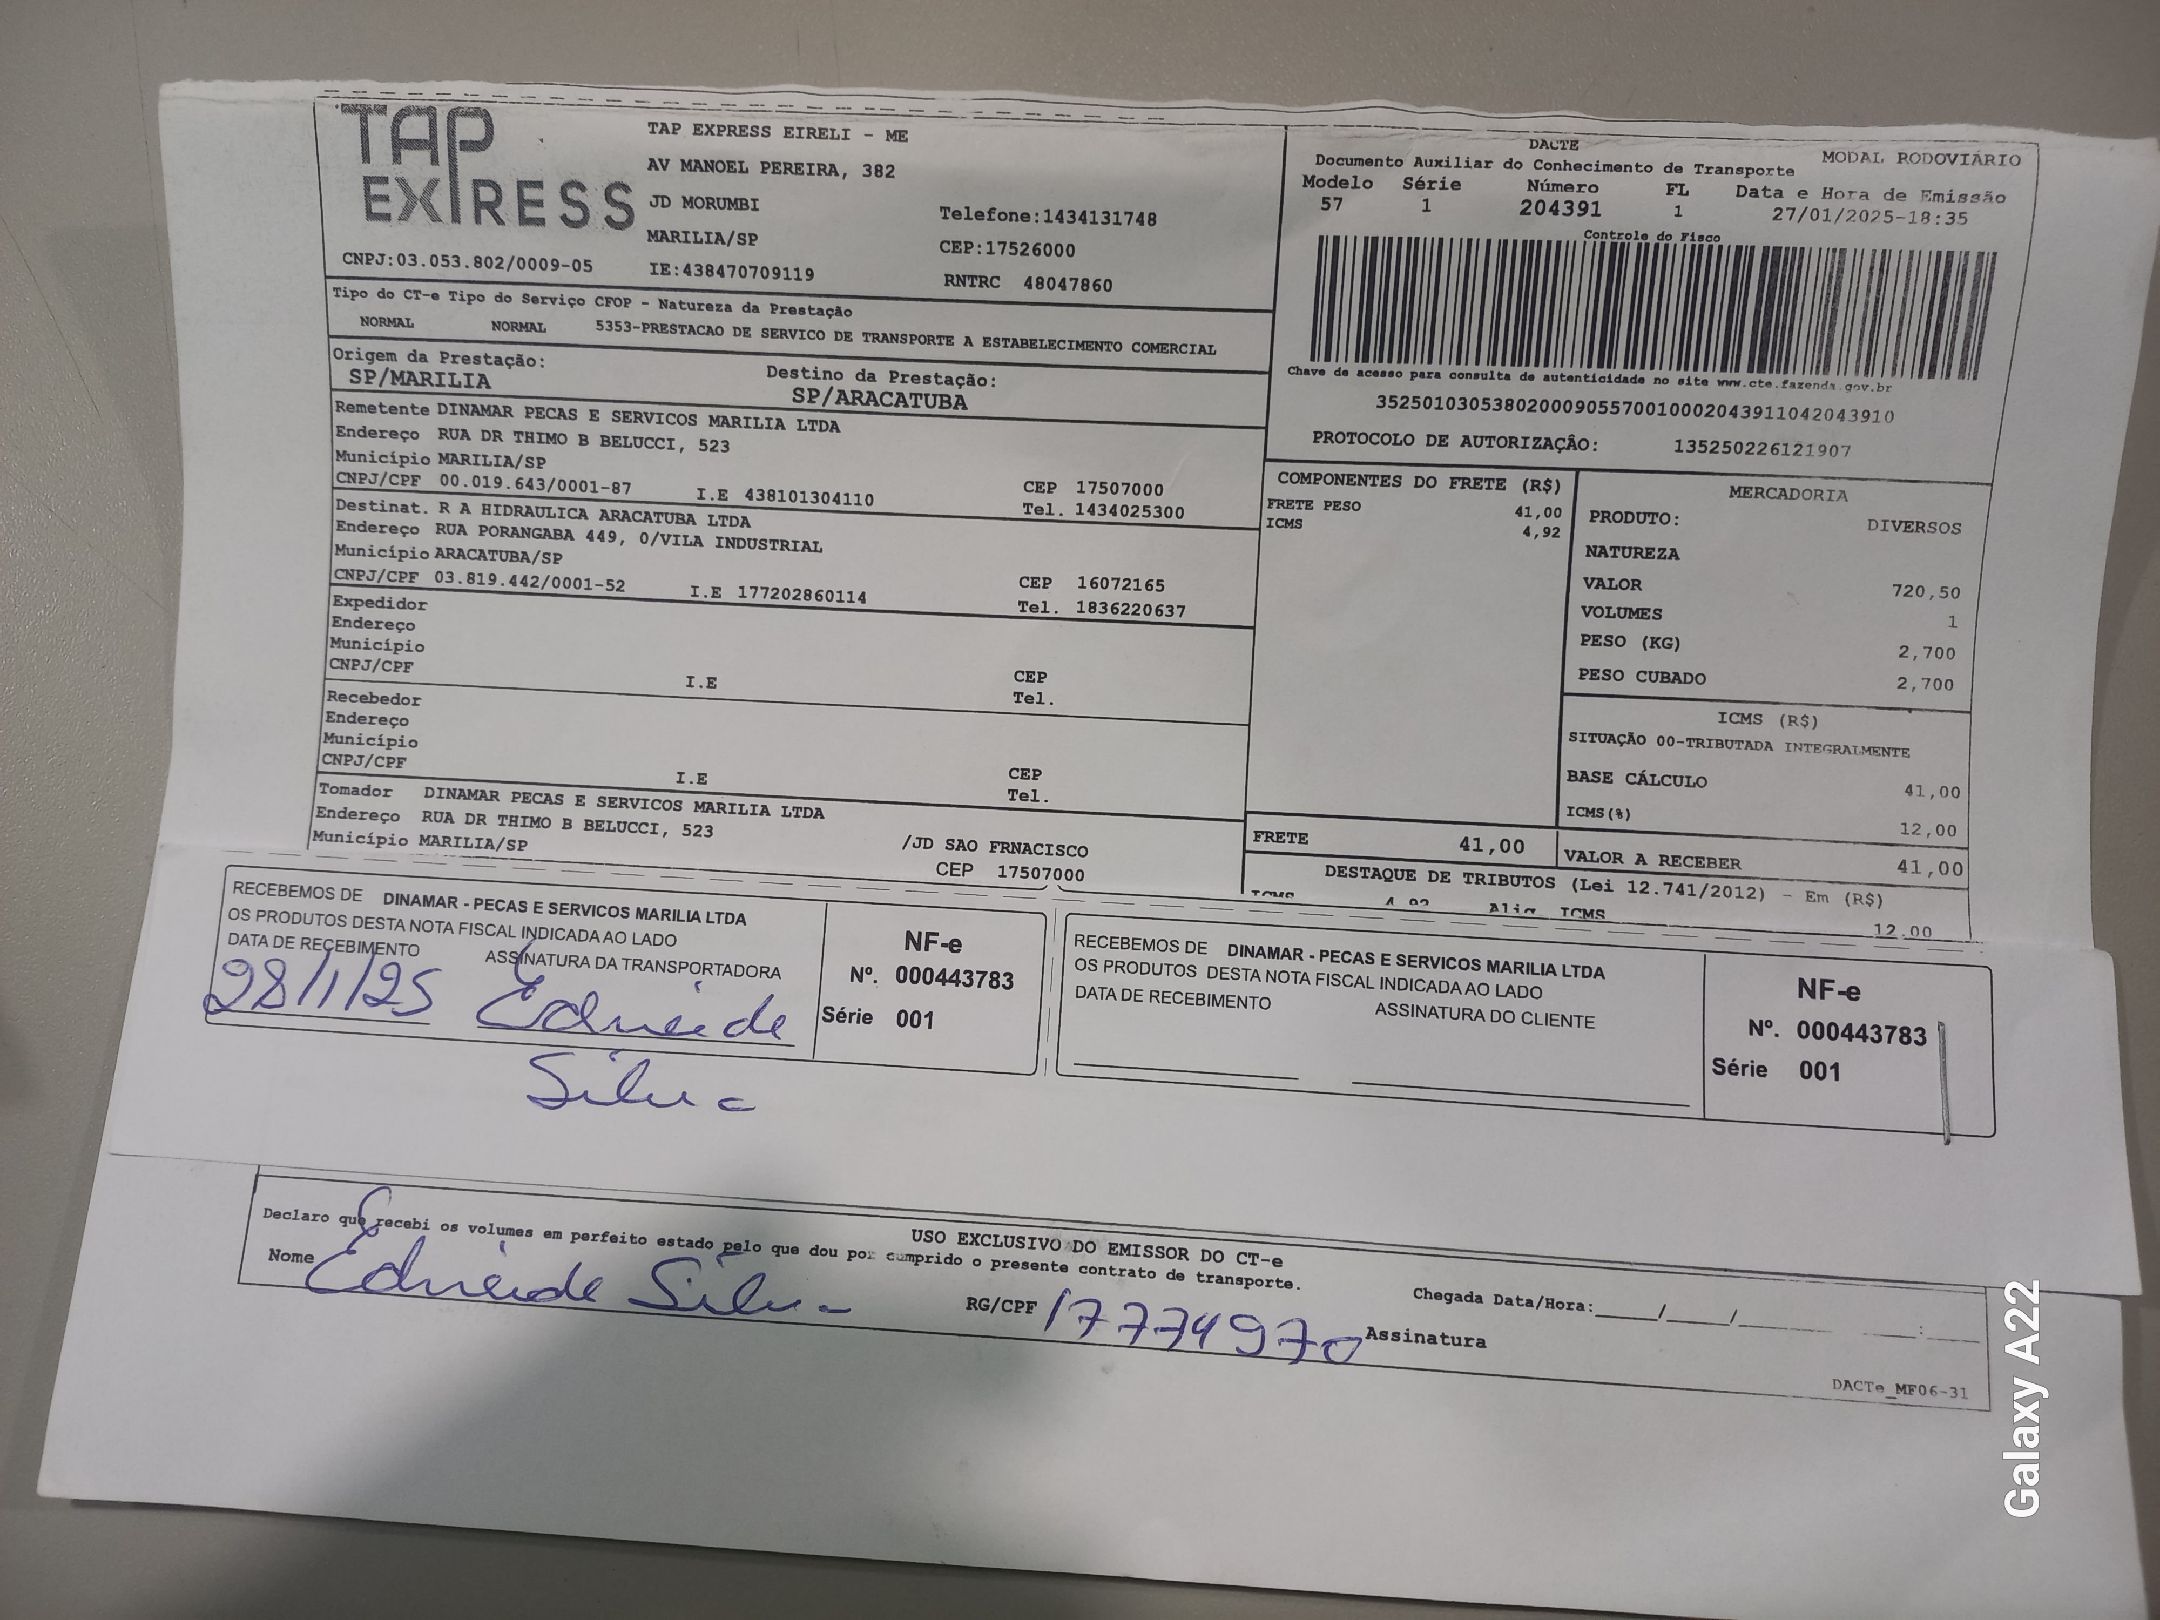 TAP
EXPRESS
TAP EXPRESS EIRELI - ME
AV MANOEL PEREIRA, 382
JD MORUMBI
Telefone:1434131748
MARILIA/SP
CEP:17526000
CNPJ:03.053.802/0009-05
IE:438470709119
RNTRC 48047860
DACTE
MODAL RODOVIÁRIO
Documento Auxiliar do Conhecimento de Transporte
Modelo Série Número FL Data e Hora de Emissão
57 1 204391 1 27/01/2025-18:35
Controle do Fisco
Chave de acesso para consulta de autenticidade no site www.cte.fazenda.gov.br
35250103053802000905570010002043911042043910
PROTOCOLO DE AUTORIZAÇÃO: 135250226121907
Tipo do CT-e Tipo do Serviço CFOP - Natureza da Prestação
NORMAL NORMAL 5353-PRESTACAO DE SERVICO DE TRANSPORTE A ESTABELECIMENTO COMERCIAL
Origem da Prestação: Destino da Prestação:
SP/MARILIA SP/ARACATUBA
Remetente DINAMAR PECAS E SERVICOS MARILIA LTDA
Endereço RUA DR THIMO B BELUCCI, 523
Município MARILIA/SP CEP 17507000
CNPJ/CPF 00.019.643/0001-87 I.E 438101304110 Tel. 1434025300
Destinat. R A HIDRAULICA ARACATUBA LTDA
Endereço RUA PORANGABA 449, 0/VILA INDUSTRIAL
Município ARACATUBA/SP CEP 16072165
CNPJ/CPF 03.819.442/0001-52 I.E 177202860114 Tel. 1836220637
Expedidor
Endereço
Município CEP
CNPJ/CPF I.E Tel.
Recebedor
Endereço
Município CEP
CNPJ/CPF I.E Tel.
Tomador DINAMAR PECAS E SERVICOS MARILIA LTDA
Endereço RUA DR THIMO B BELUCCI, 523 /JD SAO FRNACISCO
Município MARILIA/SP CEP 17507000
COMPONENTES DO FRETE (R$)
FRETE PESO 41,00
ICMS 4,92
MERCADORIA
PRODUTO: DIVERSOS
NATUREZA
VALOR 720,50
VOLUMES 1
PESO (KG) 2,700
PESO CUBADO 2,700
ICMS (R$)
SITUAÇÃO 00-TRIBUTADA INTEGRALMENTE
BASE CÁLCULO 41,00
ICMS(%) 12,00
FRETE 41,00 VALOR A RECEBER 41,00
DESTAQUE DE TRIBUTOS (Lei 12.741/2012) - Em (R$)
ICMS 4,92 Aliq. ICMS 12.00
RECEBEMOS DE DINAMAR - PECAS E SERVICOS MARILIA LTDA
OS PRODUTOS DESTA NOTA FISCAL INDICADA AO LADO
DATA DE RECEBIMENTO ASSINATURA DA TRANSPORTADORA
28/1/25 Edneide
Silva
NF-e
Nº. 000443783
Série 001
RECEBEMOS DE DINAMAR - PECAS E SERVICOS MARILIA LTDA
OS PRODUTOS DESTA NOTA FISCAL INDICADA AO LADO
DATA DE RECEBIMENTO ASSINATURA DO CLIENTE
NF-e
Nº. 000443783
Série 001
USO EXCLUSIVO DO EMISSOR DO CT-e
Declaro que recebi os volumes em perfeito estado pelo que dou por cumprido o presente contrato de transporte.
Nome Edneide Silva RG/CPF 17774970 Assinatura
Chegada Data/Hora:____/____/____ ____:____
DACTe_MF06-31
Galaxy A22